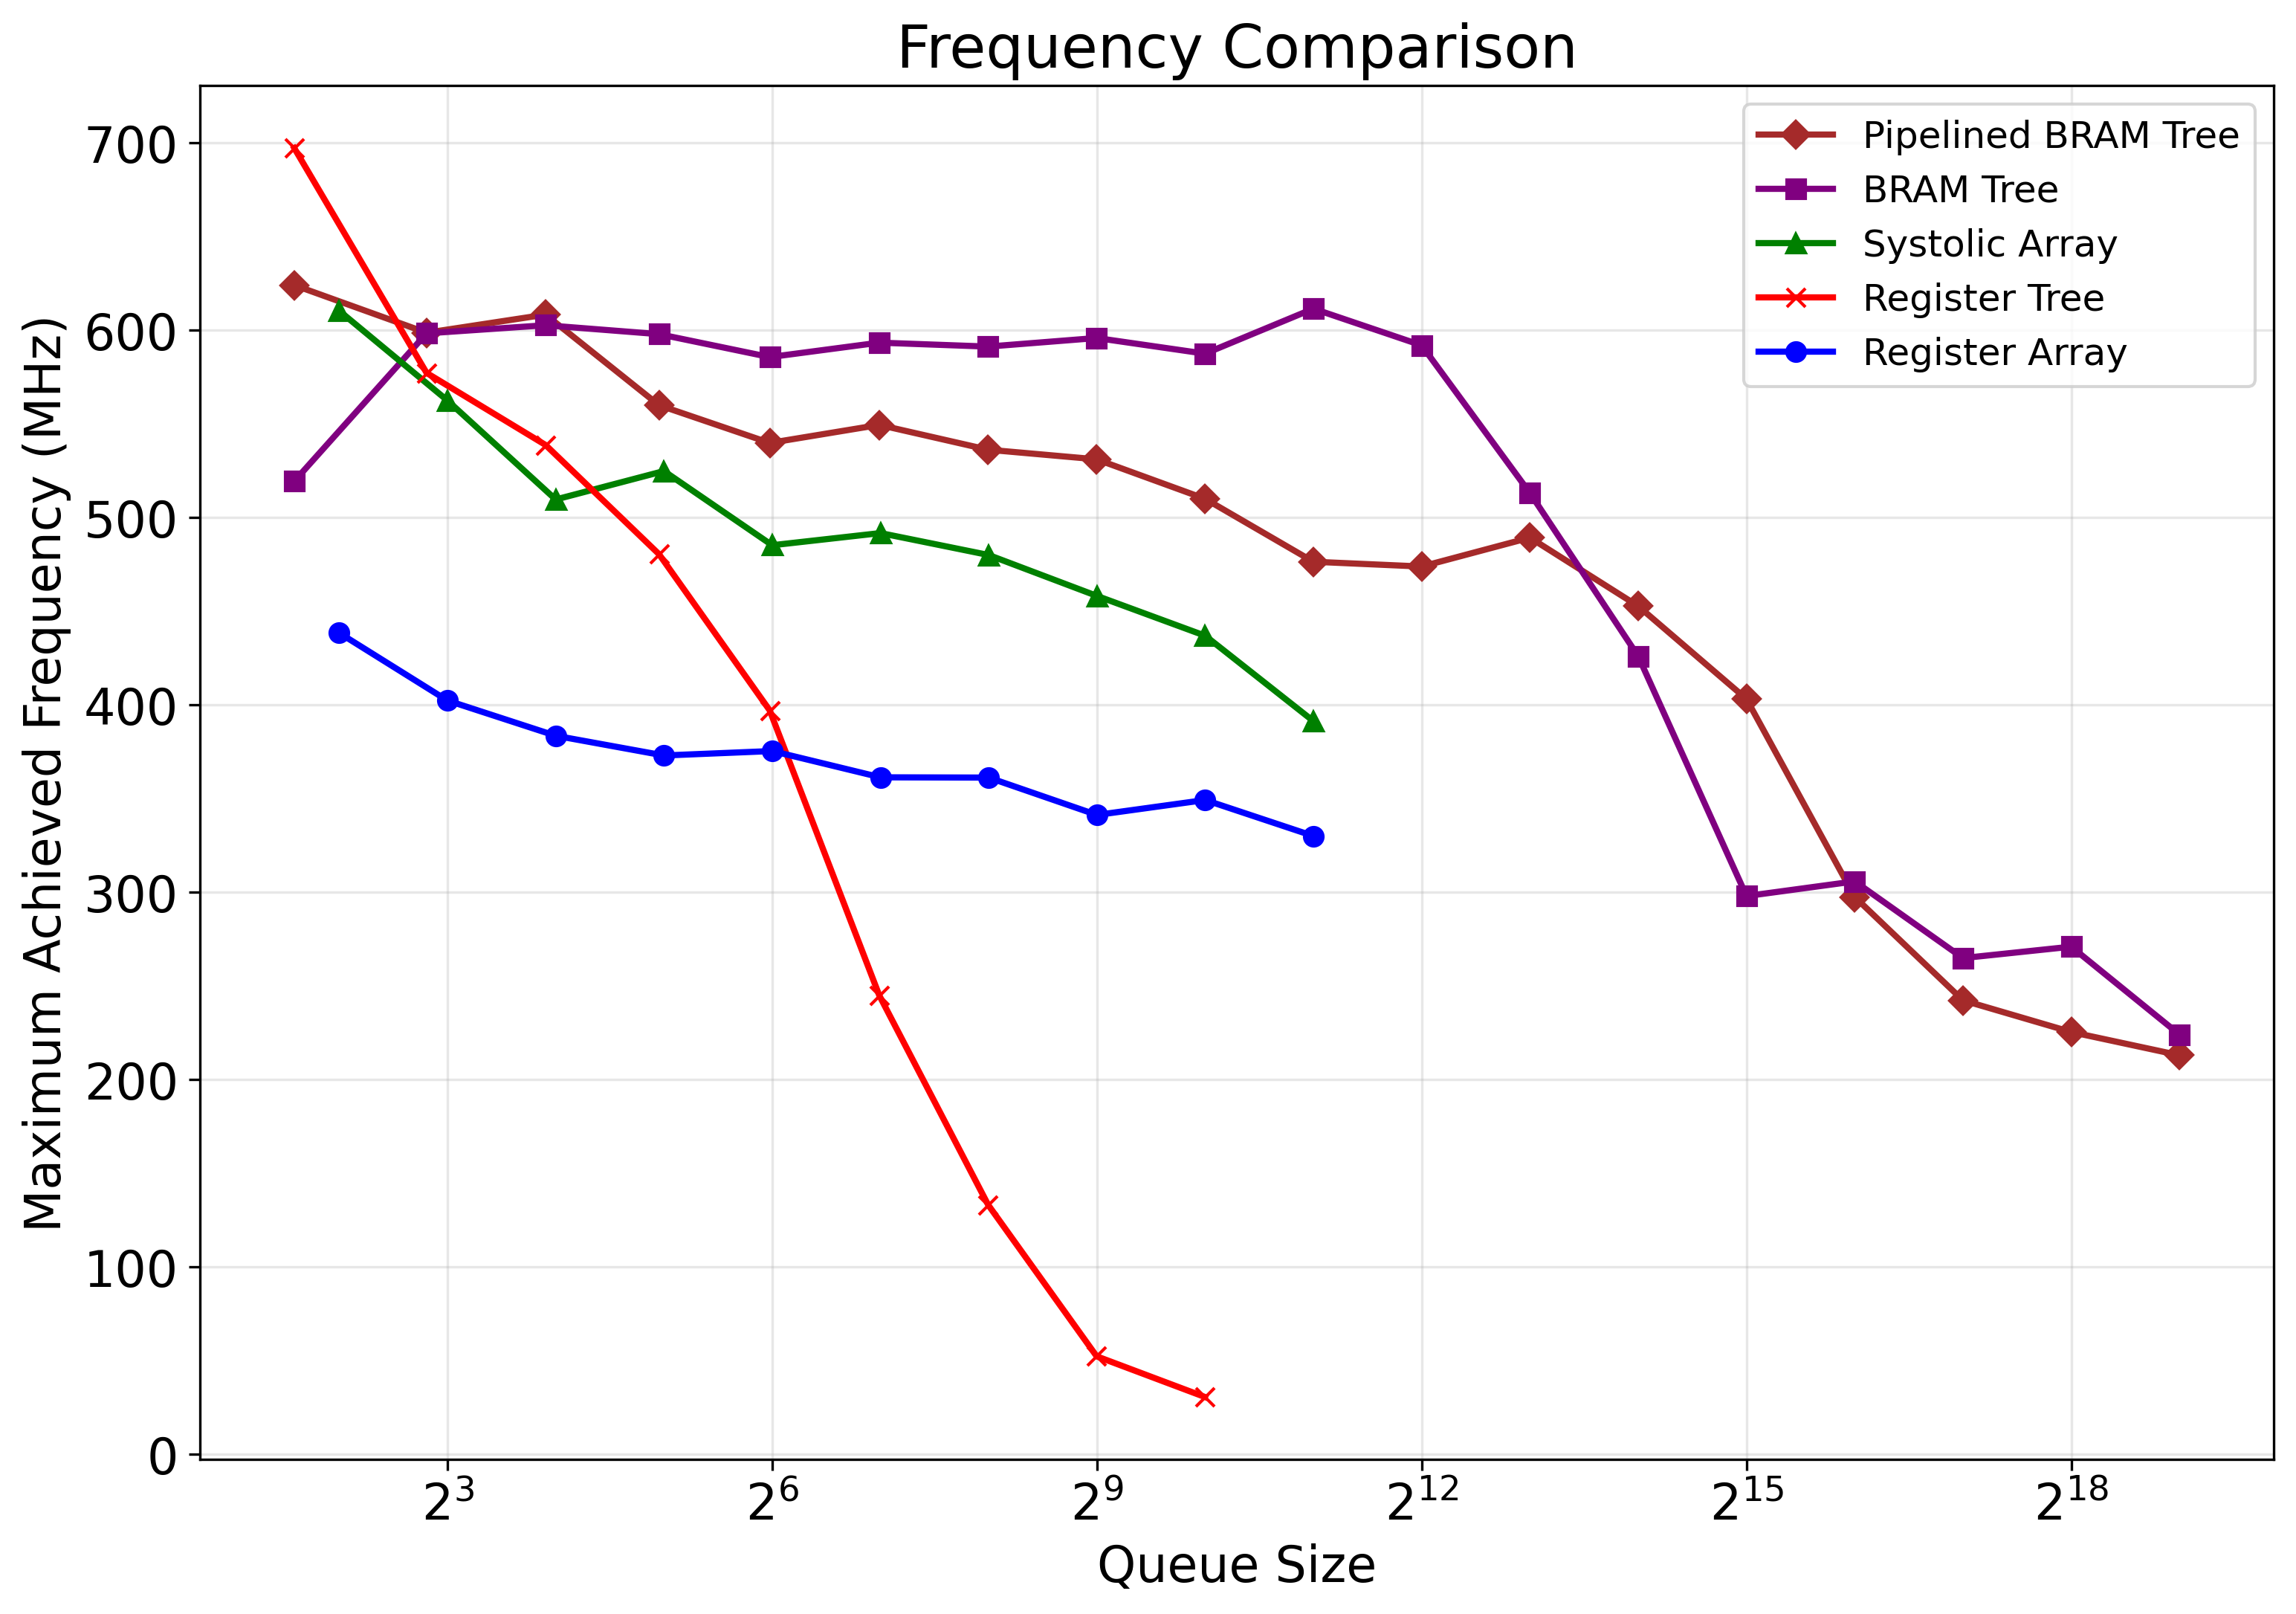 Frequency Comparison
Maximum Achieved Frequency (MHz)
700
600
500
400
300
200
100
0
2³
2⁶
2⁹
2¹²
2¹⁵
2¹⁸
Queue Size
Pipelined BRAM Tree
BRAM Tree
Systolic Array
Register Tree
Register Array